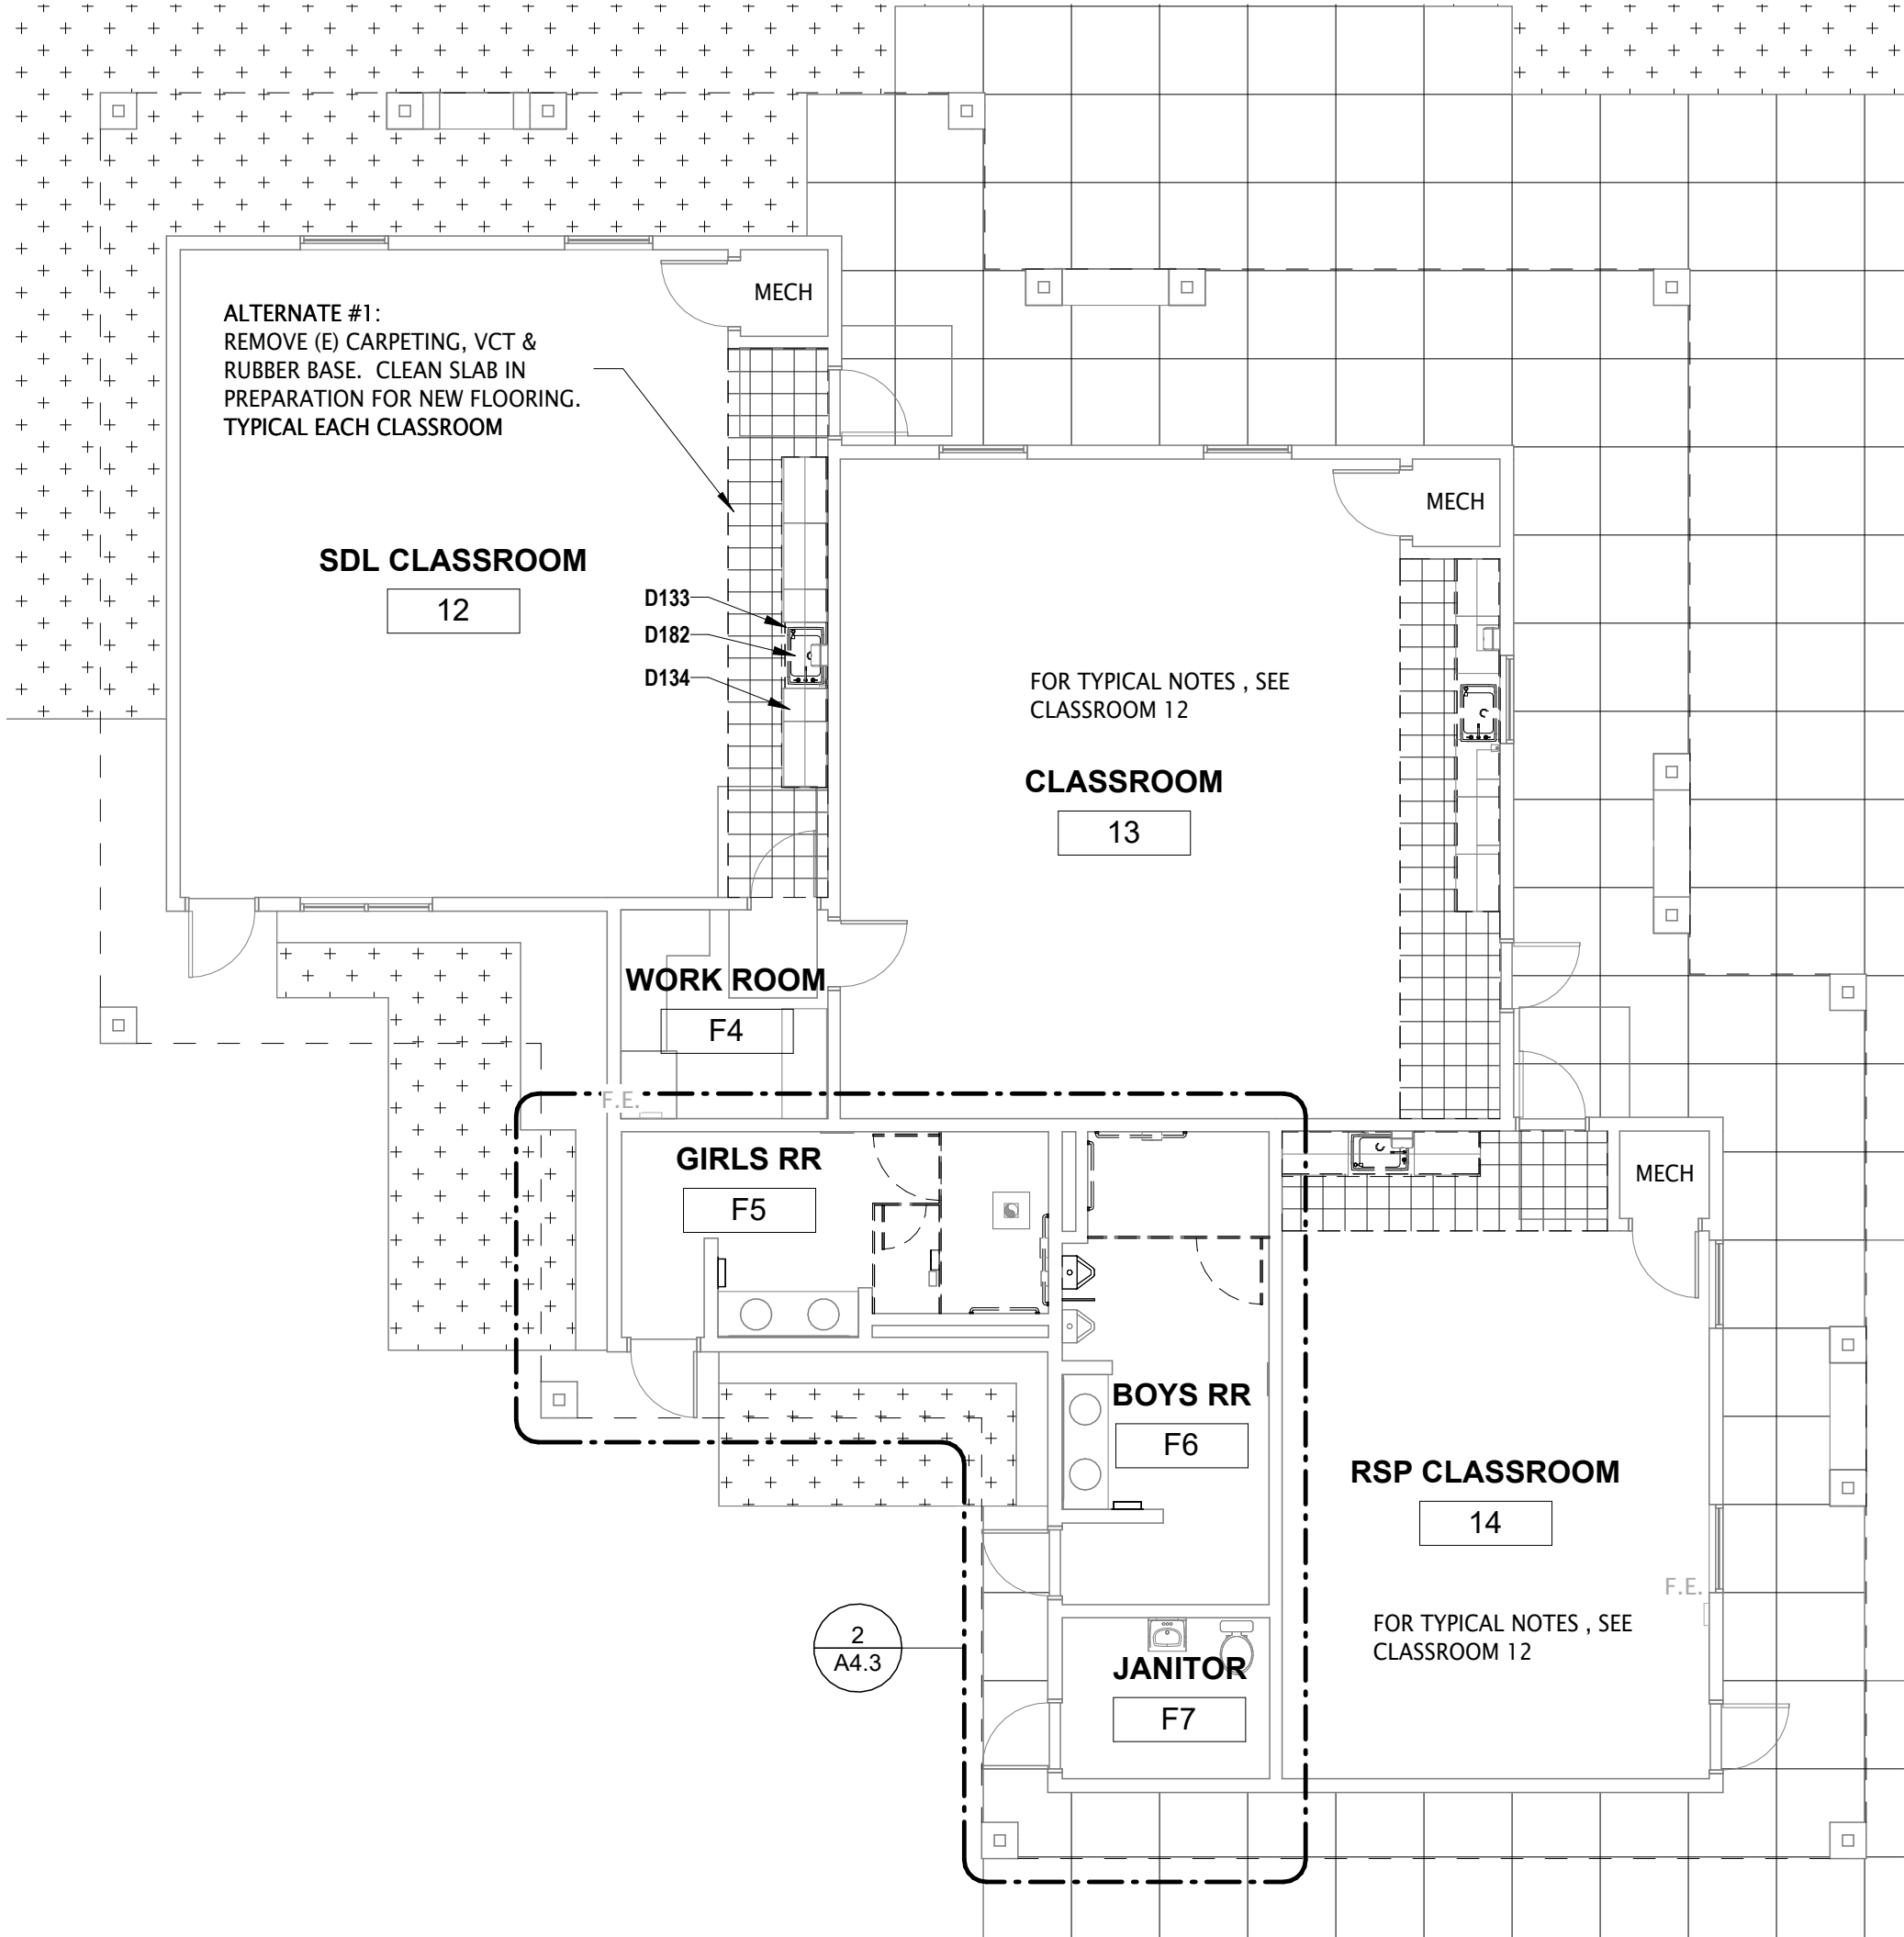 MECH
ALTERNATE #1:
REMOVE (E) CARPETING, VCT &
RUBBER BASE.  CLEAN SLAB IN
PREPARATION FOR NEW FLOORING.
TYPICAL EACH CLASSROOM
MECH
SDL CLASSROOM
12
D133
D182
D134
FOR TYPICAL NOTES , SEE
CLASSROOM 12
CLASSROOM
13
WORK ROOM
F4
F.E.
GIRLS RR
F5
MECH
BOYS RR
F6
RSP CLASSROOM
14
F.E.
FOR TYPICAL NOTES , SEE
CLASSROOM 12
2
A4.3
JANITOR
F7